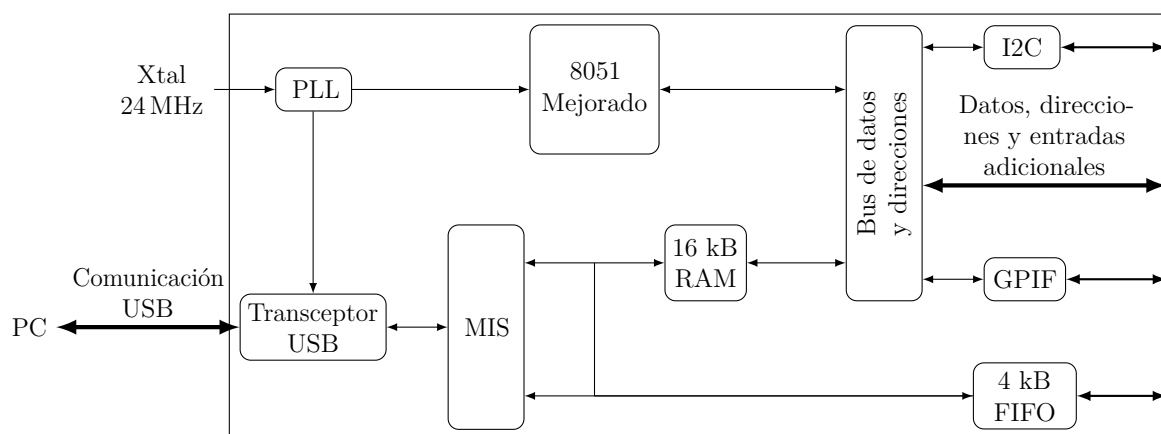 Xtal
24 MHz
PLL
8051
Mejorado
Bus de datos
y direcciones
I2C
Datos, direccio-
nes y entradas
adicionales
16 kB
RAM
GPIF
Comunicación
USB
PC
Transceptor
USB
MIS
4 kB
FIFO